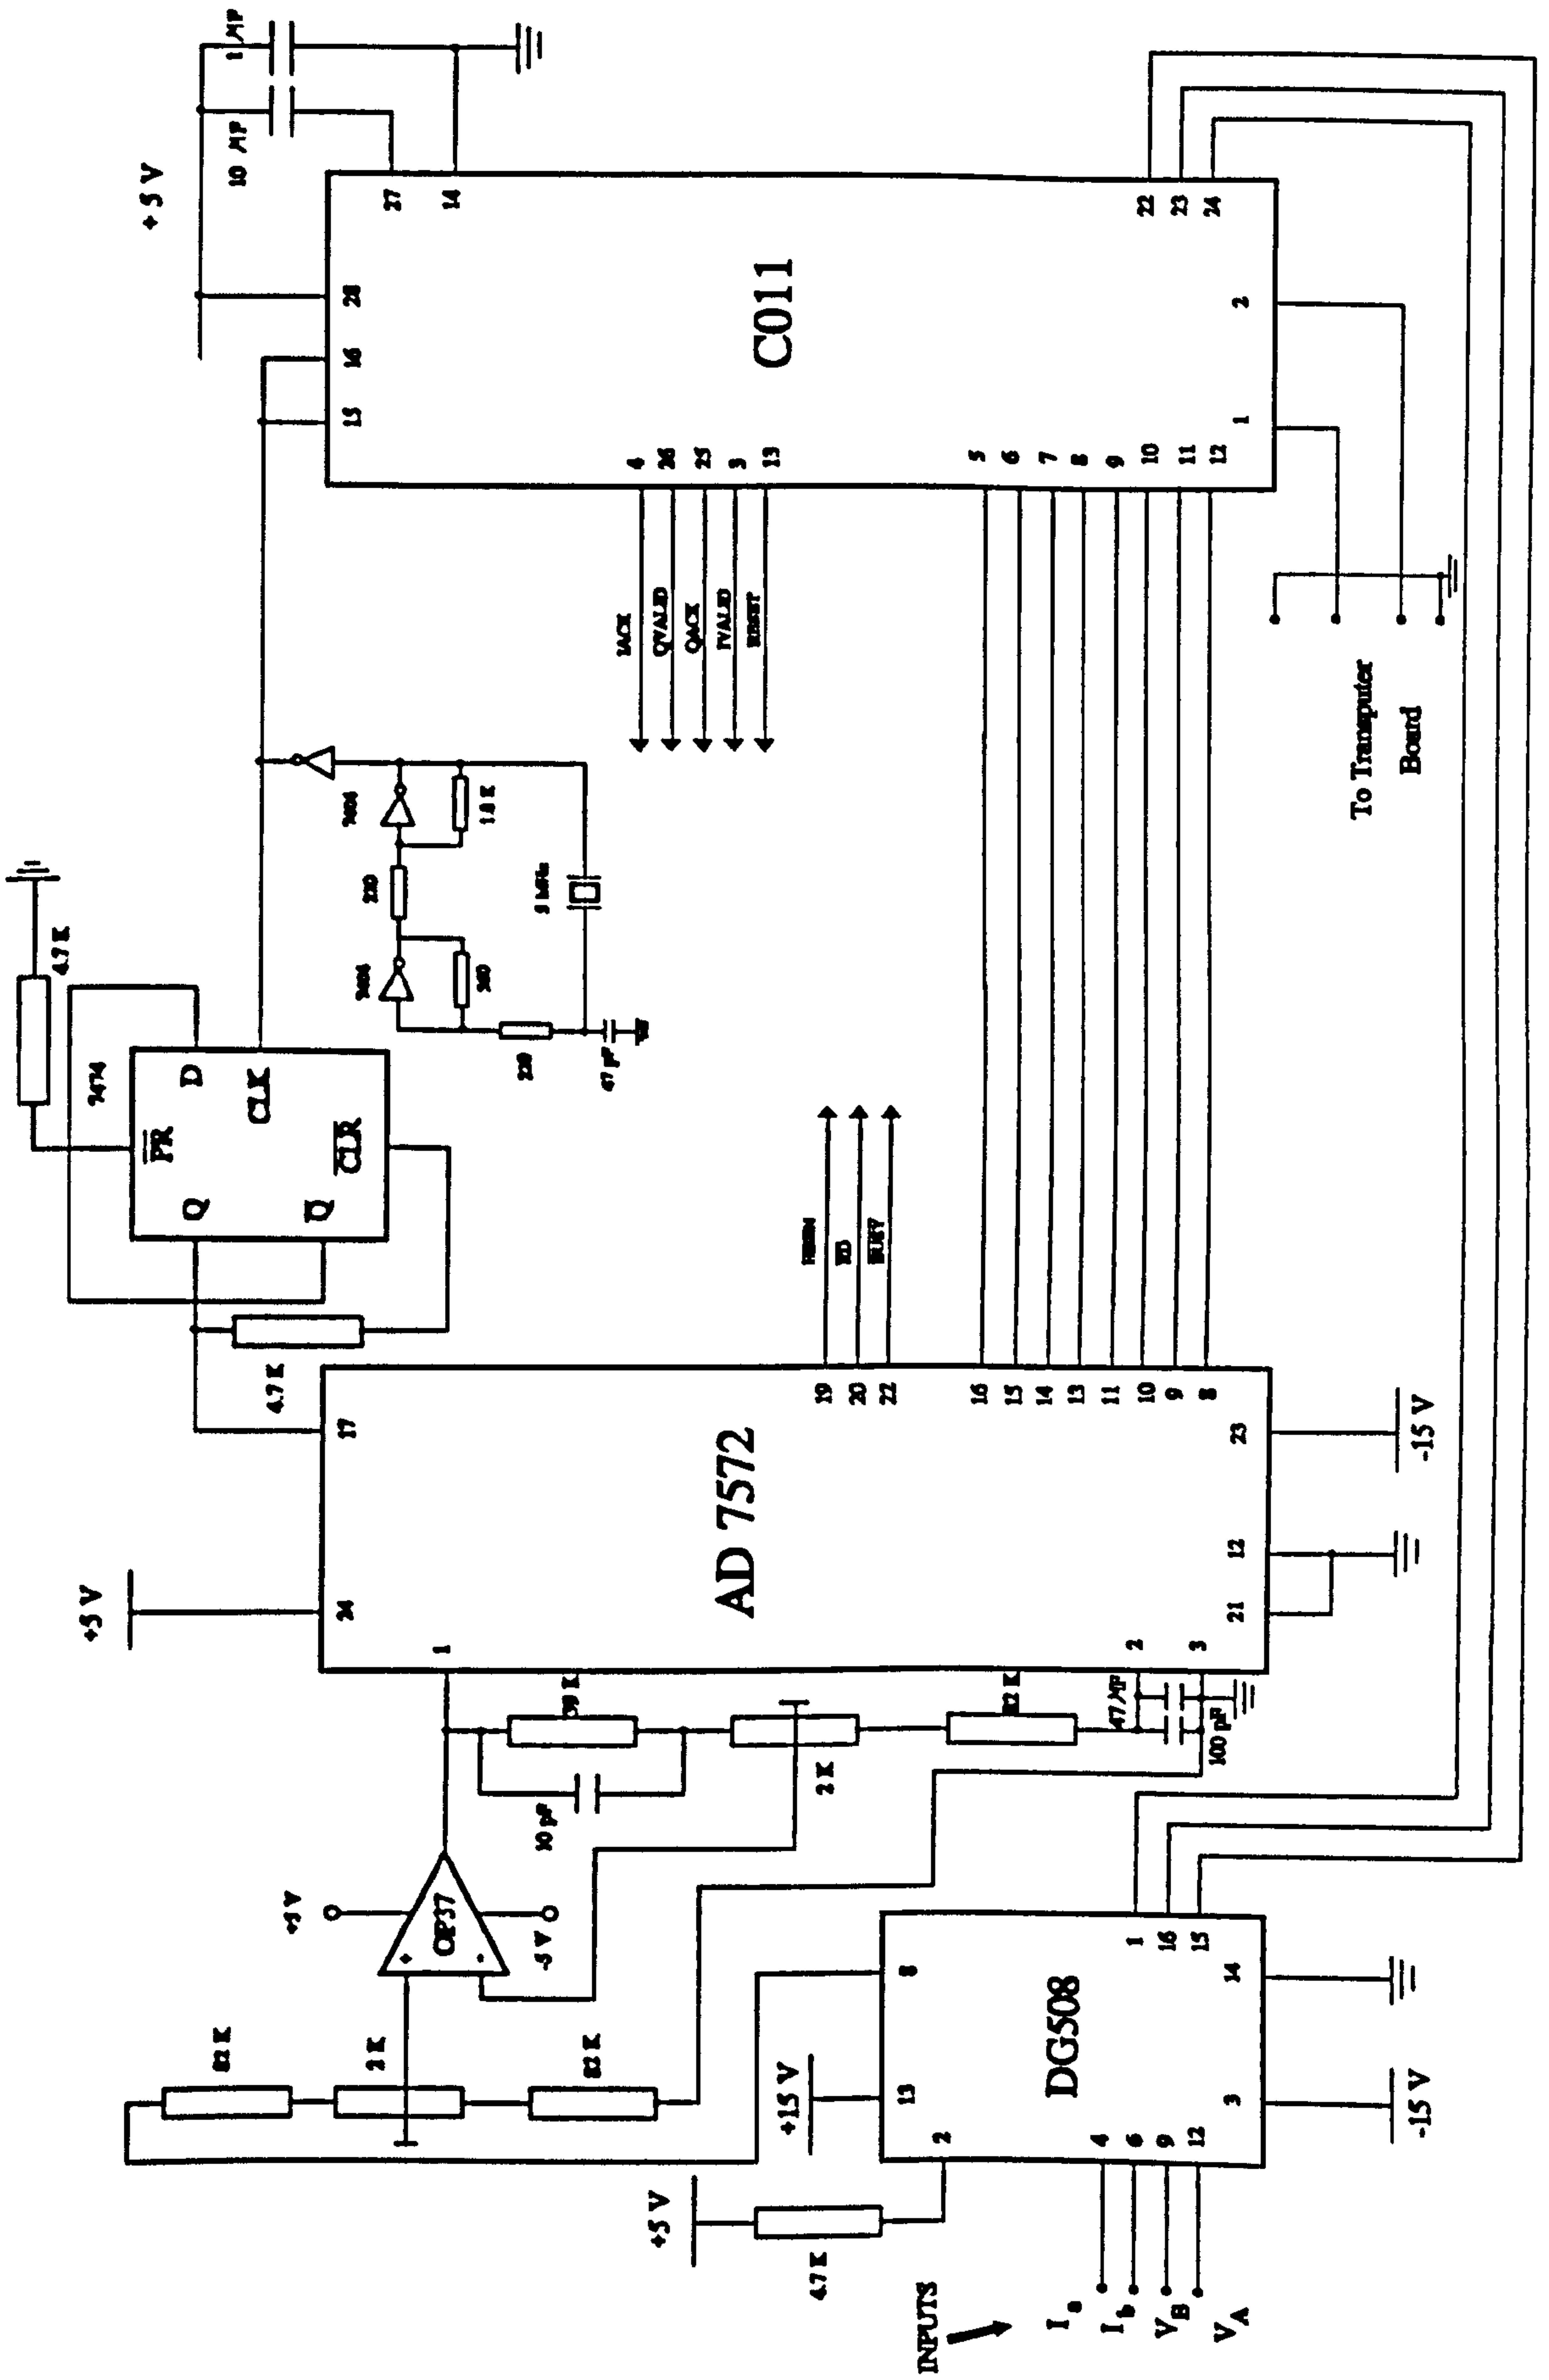 INPUTS
I a
I b
V B
V A
4.7 K
+5 V
2
4
6
9
12
+15 V
13
3
-15 V
DG508
8
1
16
15
14
82 K
2 K
82 K
+
-
OP37
+5 V
-5 V
10 pF
39 K
2 K
82 K
47 µF
100 pF
+5 V
24
1
2
3
AD 7572
21
12
23
-15 V
17
19
20
22
16
15
14
13
11
10
9
8
HBEN
RD
BUSY
4.7 K
Q
Q
PR
CLR
D
CLK
7474
4.7 K
220
47 pF
7404
220
7404
1.8 K
5 MHz
IACK
QVALID
QACK
IVALID
RESET
To Transputer
Board
4
26
25
3
13
5
6
7
8
9
10
11
12
15
16
28
1
2
C011
27
14
22
23
24
+ 5 V
10 µF
1 µF